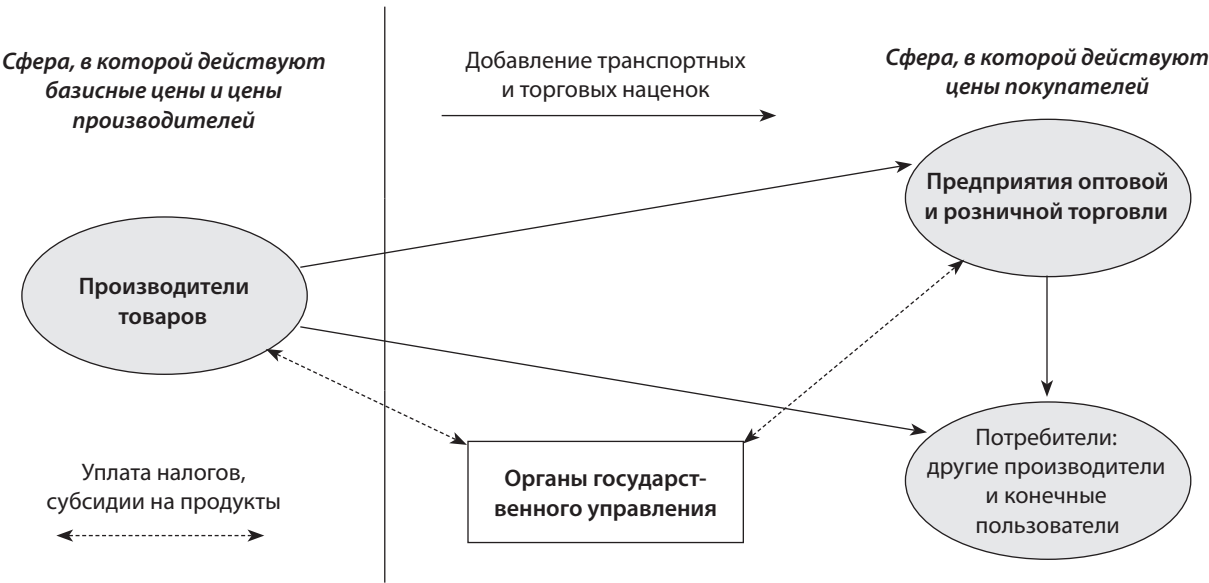 Сфера, в которой действуют
базисные цены и цены
производителей
Добавление транспортных
и торговых наценок
Сфера, в которой действуют
цены покупателей
Предприятия оптовой
и розничной торговли
Производители
товаров
Уплата налогов,
субсидии на продукты
Органы государст-
венного управления
Потребители:
другие производители
и конечные
пользователи